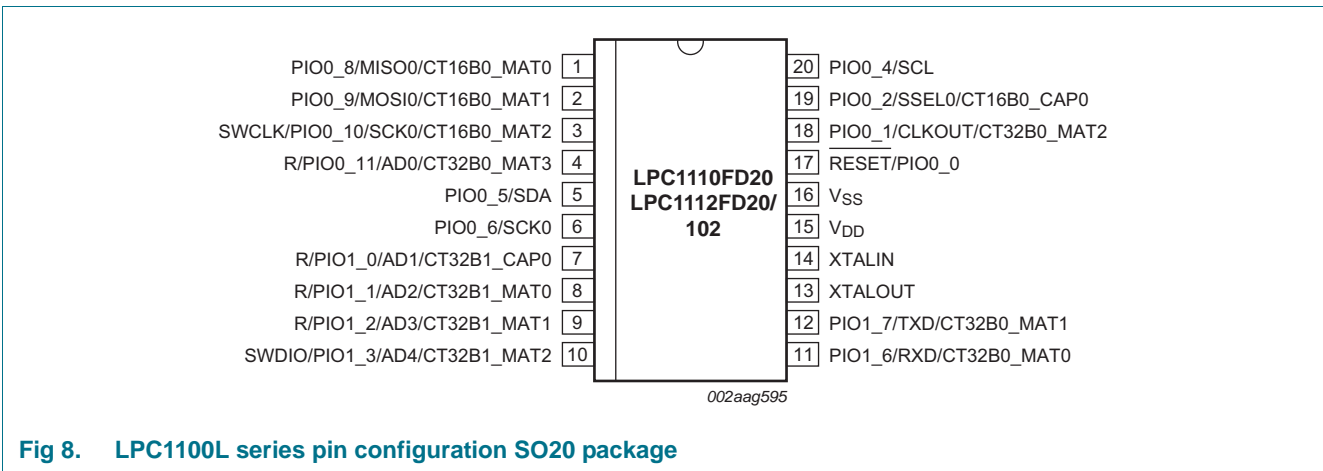 PIO0_8/MISO0/CT16B0_MAT0 1
PIO0_9/MOSI0/CT16B0_MAT1 2
SWCLK/PIO0_10/SCK0/CT16B0_MAT2 3
R/PIO0_11/AD0/CT32B0_MAT3 4
PIO0_5/SDA 5
PIO0_6/SCK0 6
R/PIO1_0/AD1/CT32B1_CAP0 7
R/PIO1_1/AD2/CT32B1_MAT0 8
R/PIO1_2/AD3/CT32B1_MAT1 9
SWDIO/PIO1_3/AD4/CT32B1_MAT2 10
LPC1110FD20
LPC1112FD20/
102
20 PIO0_4/SCL
19 PIO0_2/SSEL0/CT16B0_CAP0
18 PIO0_1/CLKOUT/CT32B0_MAT2
17 RESET/PIO0_0
16 VSS
15 VDD
14 XTALIN
13 XTALOUT
12 PIO1_7/TXD/CT32B0_MAT1
11 PIO1_6/RXD/CT32B0_MAT0
002aag595
Fig 8. LPC1100L series pin configuration SO20 package